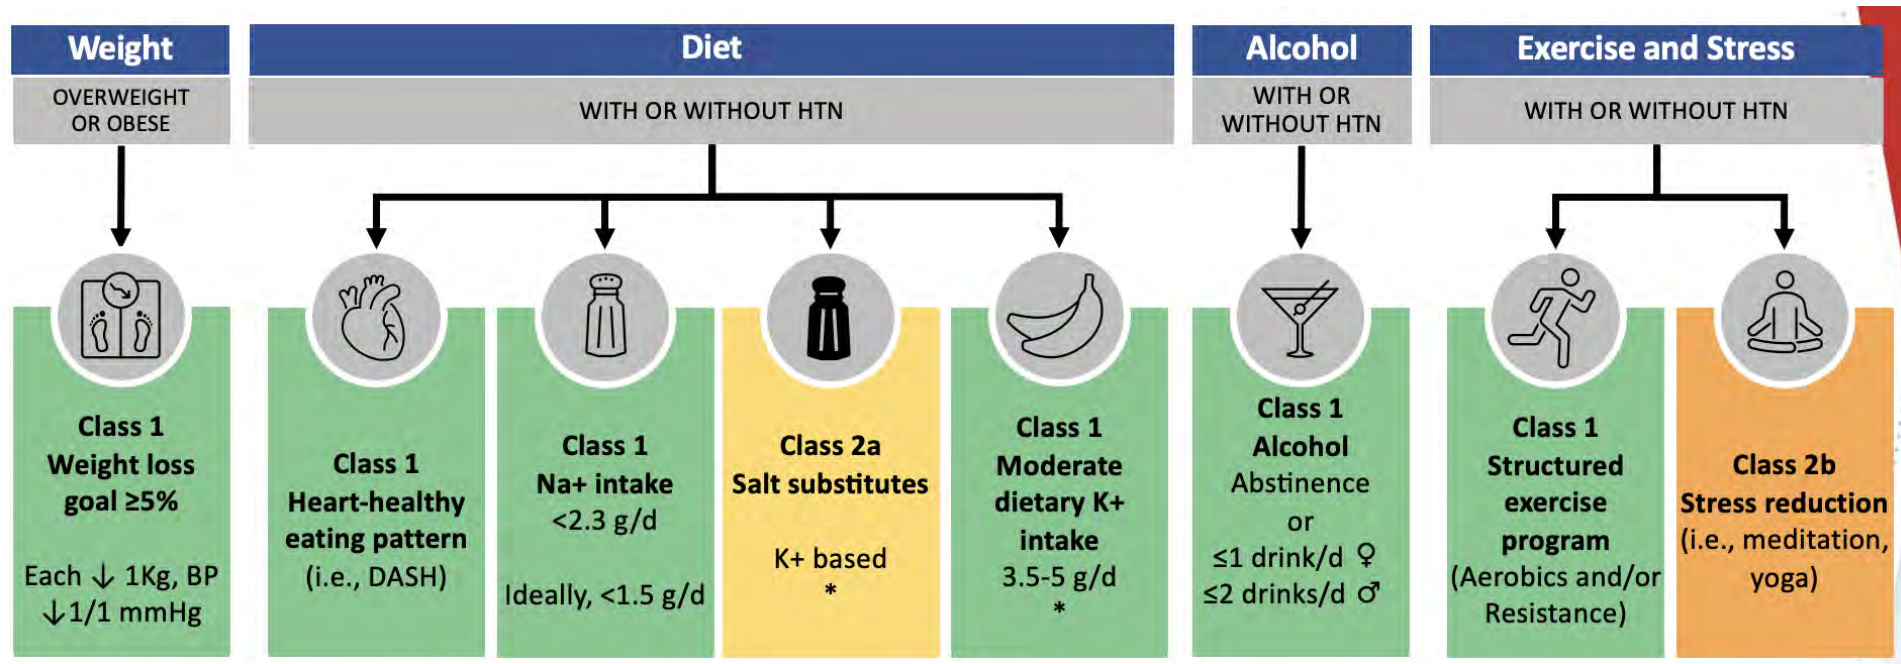 Weight
OVERWEIGHT
OR OBESE
Class 1
Weight loss
goal ≥5%
Each ↓ 1Kg, BP
↓1/1 mmHg
Diet
WITH OR WITHOUT HTN
Class 1
Heart-healthy
eating pattern
(i.e., DASH)
Class 1
Na+ intake
<2.3 g/d
Ideally, <1.5 g/d
Class 2a
Salt substitutes
K+ based
*
Class 1
Moderate
dietary K+
intake
3.5-5 g/d
*
Alcohol
WITH OR
WITHOUT HTN
Class 1
Alcohol
Abstinence
or
≤1 drink/d ♀
≤2 drinks/d ♂
Exercise and Stress
WITH OR WITHOUT HTN
Class 1
Structured
exercise
program
(Aerobics and/or
Resistance)
Class 2b
Stress reduction
(i.e., meditation,
yoga)